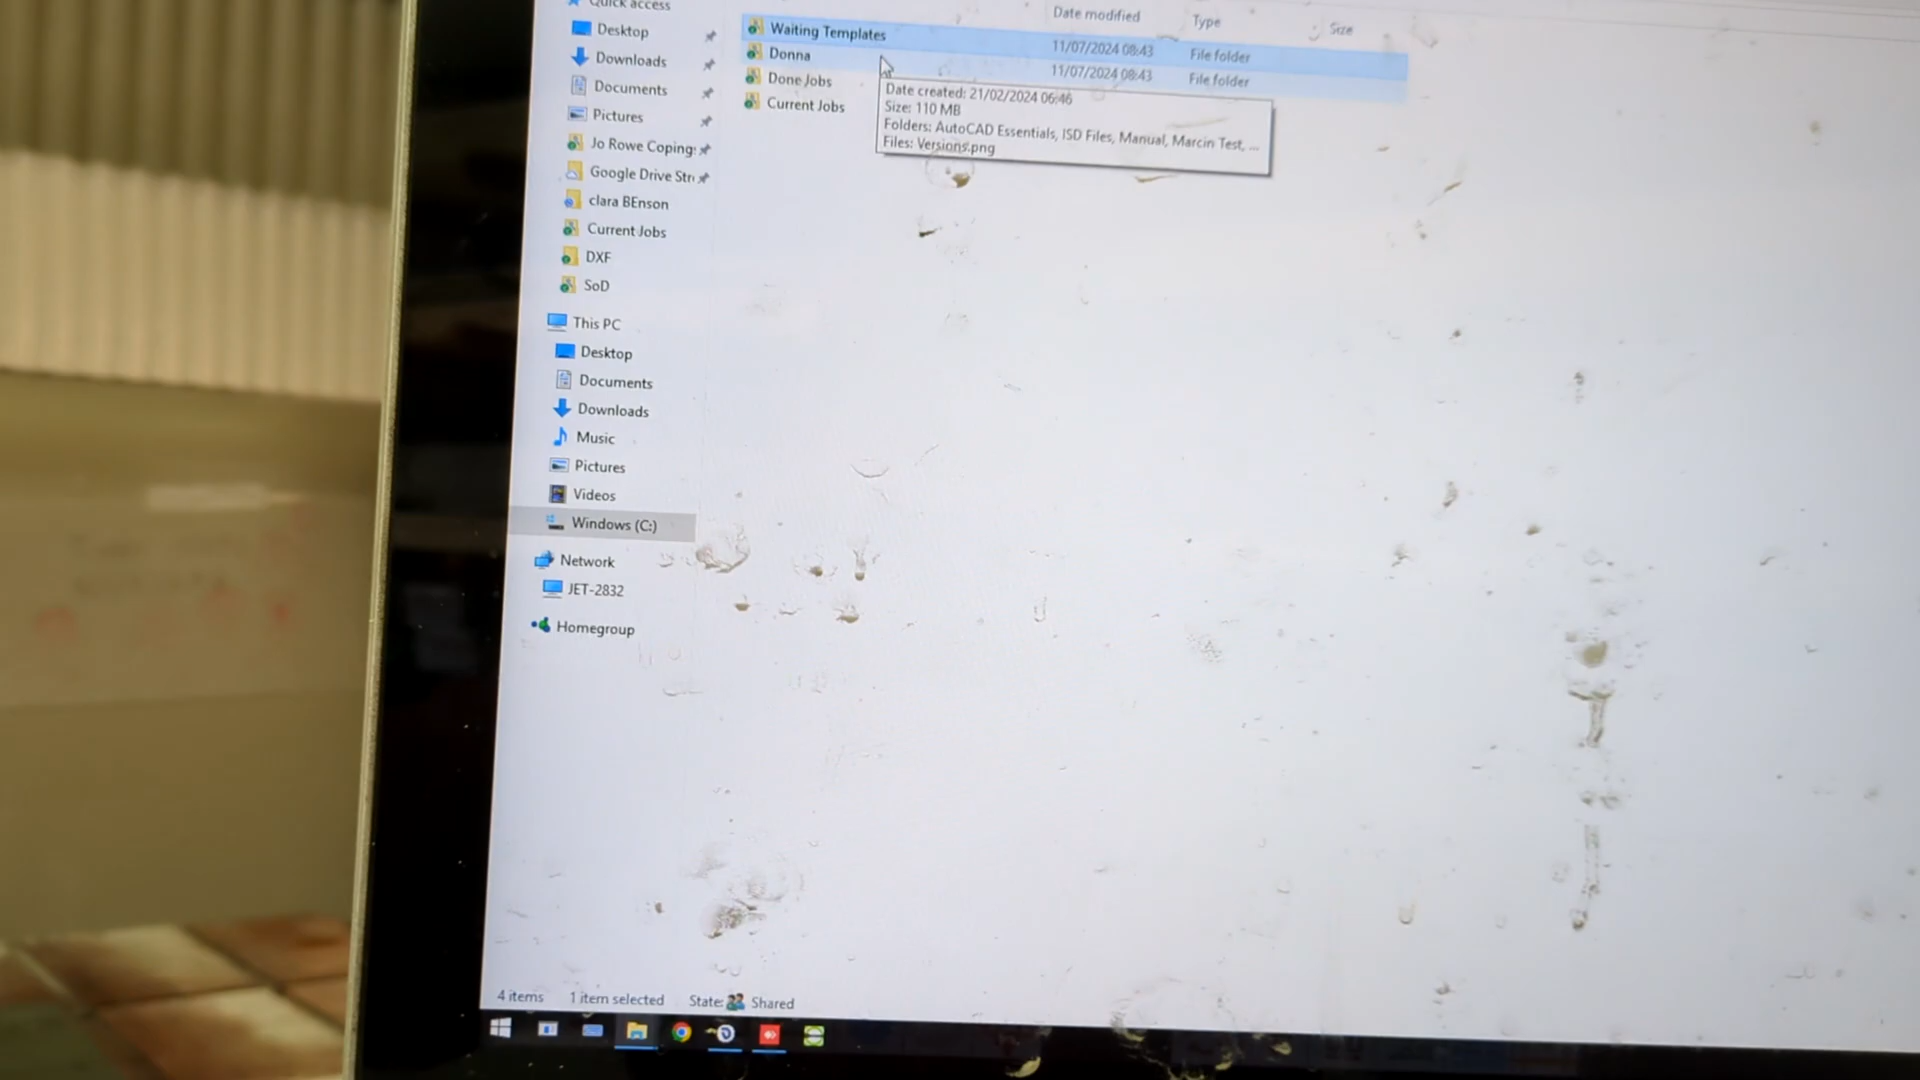 Quick access
Desktop
Downloads
Documents
Pictures
Jo Rowe Coping:
Google Drive Stre
clara BEnson
Current Jobs
DXF
SoD
This PC
Desktop
Documents
Downloads
Music
Pictures
Videos
Windows (C:)
Network
JET-2832
Homegroup
Date modified Type Size
Waiting Templates 11/07/2024 08:43 File folder
Donna 11/07/2024 08:43 File folder
Done Jobs
Current Jobs
Date created: 21/02/2024 06:46
Size: 110 MB
Folders: AutoCAD Essentials, ISD Files, Manual, Marcin Test, ...
Files: Versions.png
4 items 1 item selected State: Shared